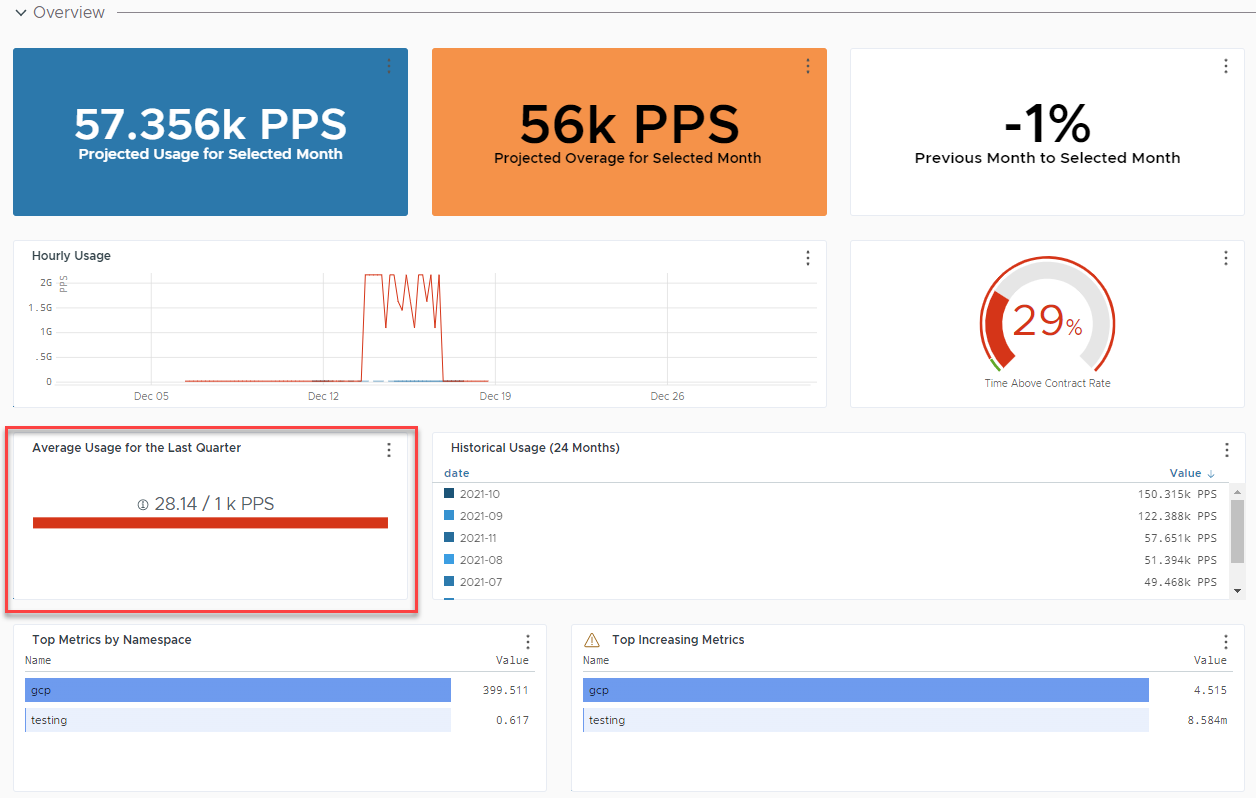 Overview
57.356k PPS
Projected Usage for Selected Month
56k PPS
Projected Overage for Selected Month
-1%
Previous Month to Selected Month
Hourly Usage
PPS
2G
1.5G
1G
.5G
0
Dec 05
Dec 12
Dec 19
Dec 26
29%
Time Above Contract Rate
Average Usage for the Last Quarter
28.14 / 1 k PPS
Historical Usage (24 Months)
date Value ↓
2021-10 150.315k PPS
2021-09 122.388k PPS
2021-11 57.651k PPS
2021-08 51.394k PPS
2021-07 49.468k PPS
Top Metrics by Namespace
Name Value
gcp 399.511
testing 0.617
Top Increasing Metrics
Name Value
gcp 4.515
testing 8.584m